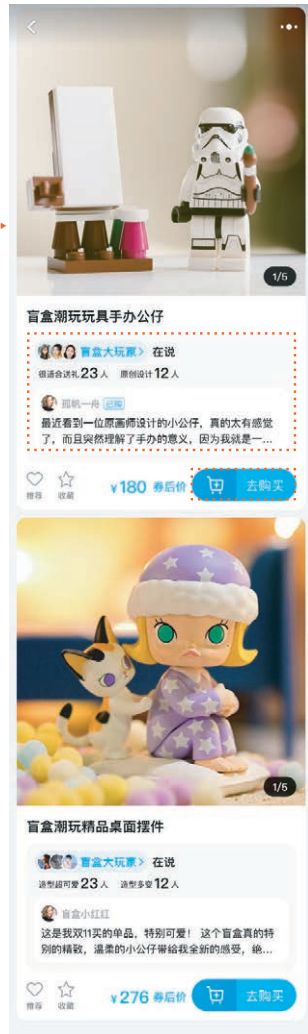 1/5
盲盒潮玩玩具手办公仔
盲盒大玩家> 在说
很适合送礼23人 原创设计12人
孤帆一舟 已购
最近看到一位原画师设计的小公仔，真的太有感觉
了，而且突然理解了手办的意义，因为我就是一...
推荐 收藏 ¥180 券后价 去购买
1/5
盲盒潮玩精品桌面摆件
盲盒大玩家> 在说
造型超可爱23人 造型多变12人
盲盒小红红
这是我双11买的单品，特别可爱！ 这个盲盒真的特
别的精致，温柔的小公仔带给我全新的感受，绝...
推荐 收藏 ¥276 券后价 去购买